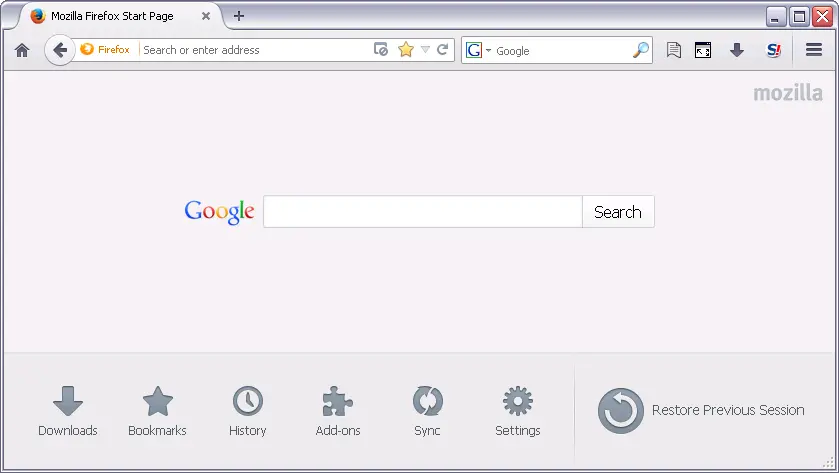 Mozilla Firefox Start Page
Firefox Search or enter address
G Google
S!
mozilla
Google Search
Downloads Bookmarks History Add-ons Sync Settings Restore Previous Session